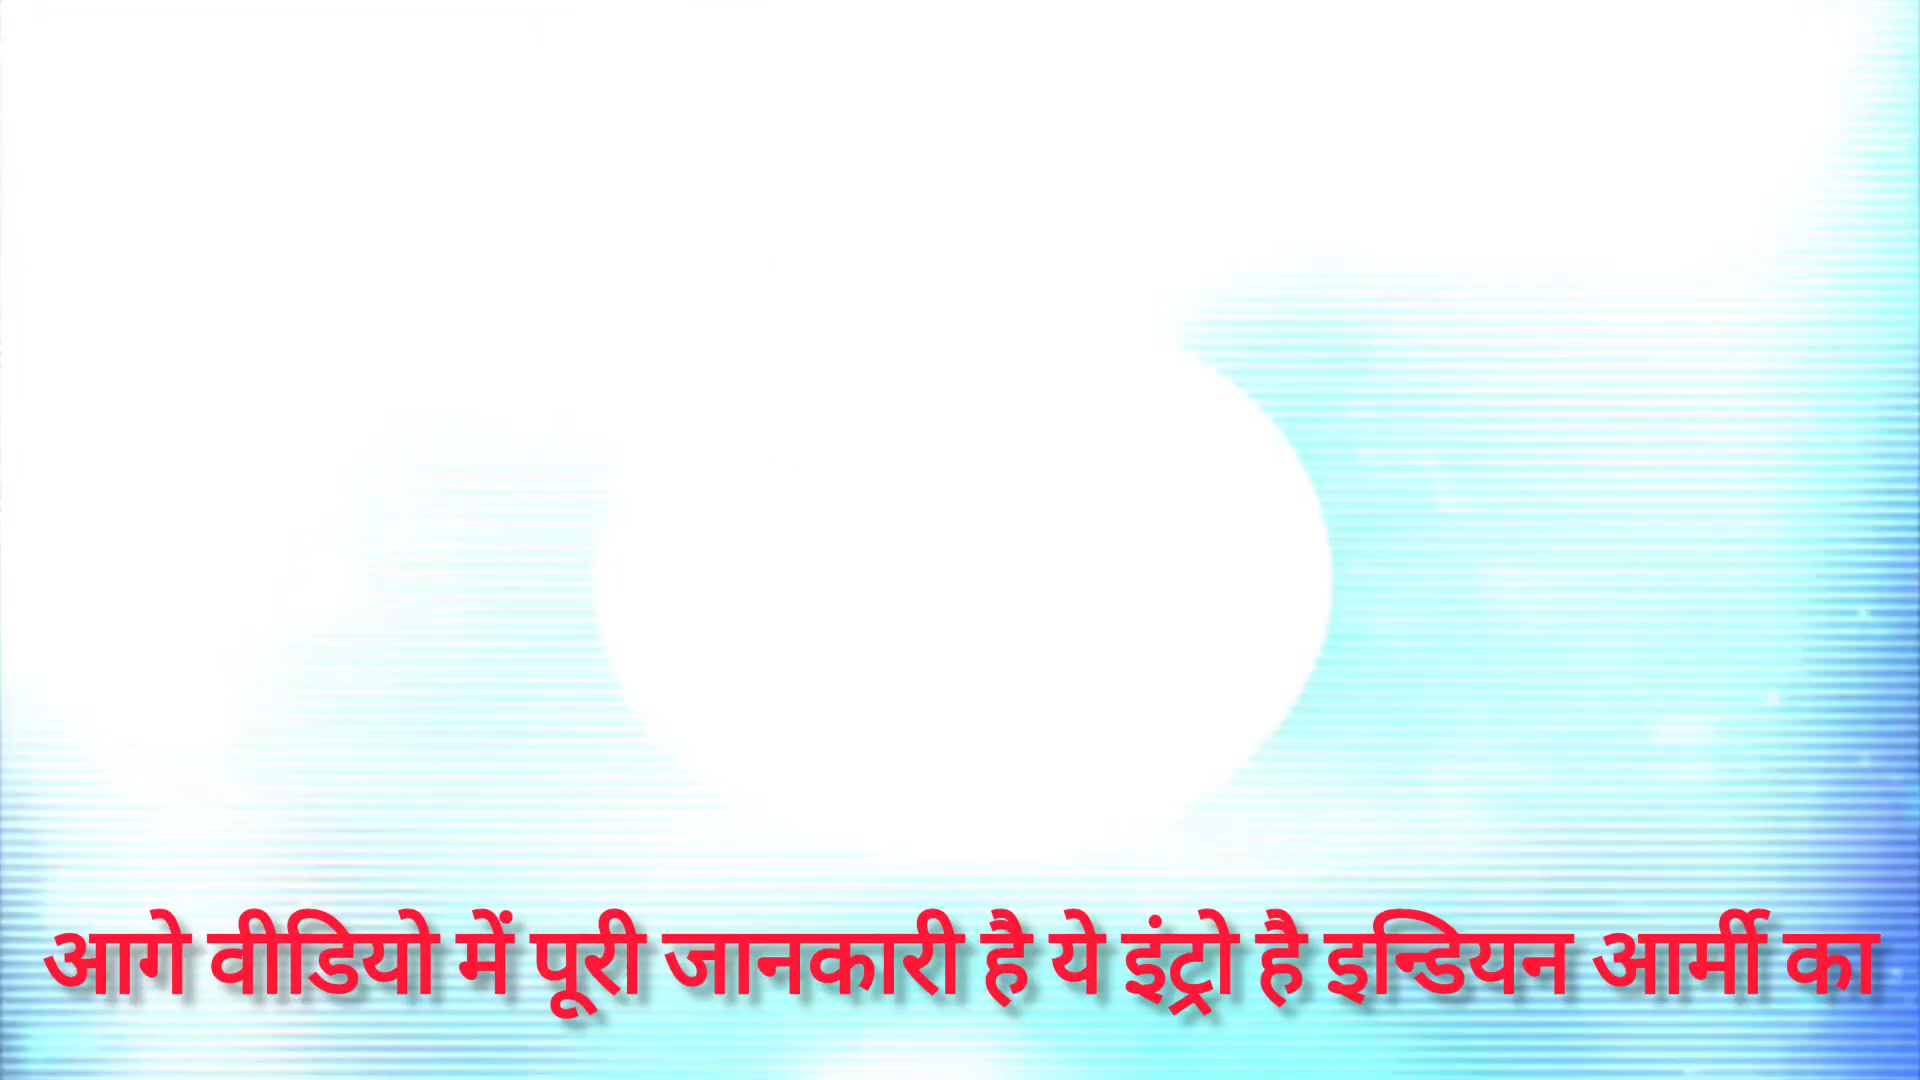 आगे वीडियो में पूरी जानकारी है ये इंट्रो है इन्डियन आर्मी का